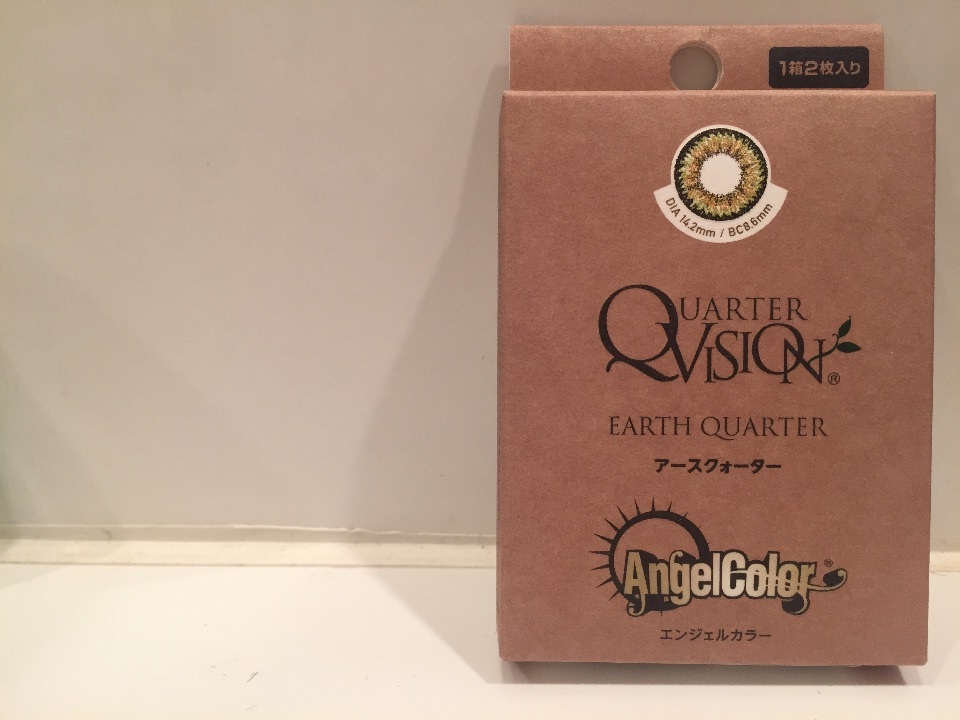 1箱2枚入り
DIA 14.2mm / BC8.6mm
QUARTER
VISION®
EARTH QUARTER
アースクォーター
AngelColor®
エンジェルカラー